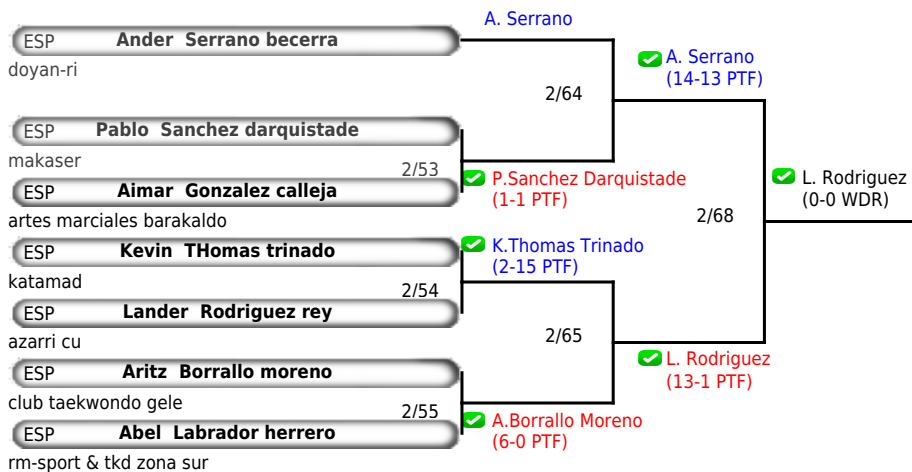 A. Serrano
ESP Ander Serrano becerra
doyan-ri
A. Serrano
(14-13 PTF)
2/64
ESP Pablo Sanchez darquistade
makaser
2/53
P.Sanchez Darquistade
(1-1 PTF)
ESP Aimar Gonzalez calleja
artes marciales barakaldo
L. Rodriguez
(0-0 WDR)
2/68
ESP Kevin THomas trinado
katamad
K.Thomas Trinado
(2-15 PTF)
2/54
ESP Lander Rodriguez rey
azarri cu
2/65
L. Rodriguez
(13-1 PTF)
ESP Aritz Borrallo moreno
club taekwondo gele
2/55
A.Borrallo Moreno
(6-0 PTF)
ESP Abel Labrador herrero
rm-sport & tkd zona sur